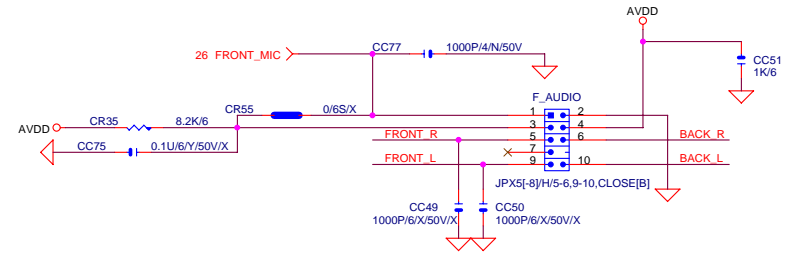 AVDD
26 FRONT_MIC
CC77
1000P/4/N/50V
CC51
1K/6
F_AUDIO
CR55
0/6S/X
1
2
AVDD
CR35
8.2K/6
3
4
FRONT_R
5
6
BACK_R
CC75
0.1U/6/Y/50V/X
7
FRONT_L
9
10
BACK_L
JPX5[-8]/H/5-6,9-10,CLOSE[B]
CC49
1000P/6/X/50V/X
CC50
1000P/6/X/50V/X